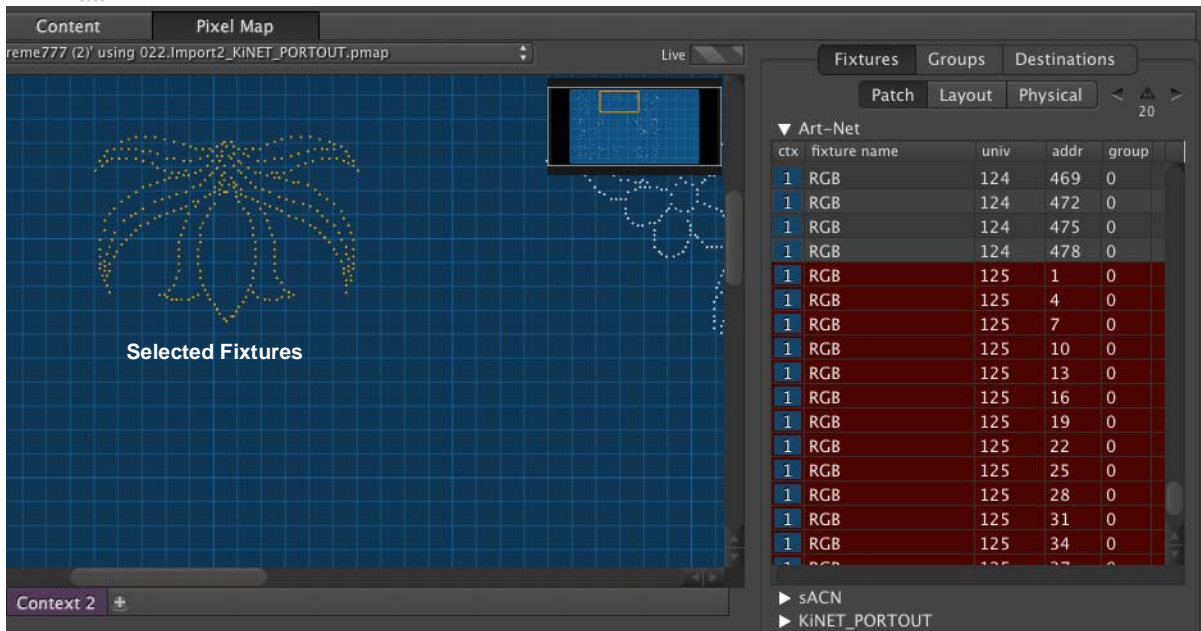 Content Pixel Map
reme777 (2)' using 022.Import2_KiNET_PORTOUT.pmap Live
Fixtures Groups Destinations
Patch Layout Physical < >
20
Art-Net
ctx fixture name univ addr group
1 RGB 124 469 0
1 RGB 124 472 0
1 RGB 124 475 0
1 RGB 124 478 0
1 RGB 125 1 0
1 RGB 125 4 0
1 RGB 125 7 0
1 RGB 125 10 0
1 RGB 125 13 0
1 RGB 125 16 0
1 RGB 125 19 0
1 RGB 125 22 0
1 RGB 125 25 0
1 RGB 125 28 0
1 RGB 125 31 0
1 RGB 125 34 0
Selected Fixtures
Context 2 +
sACN
KiNET_PORTOUT